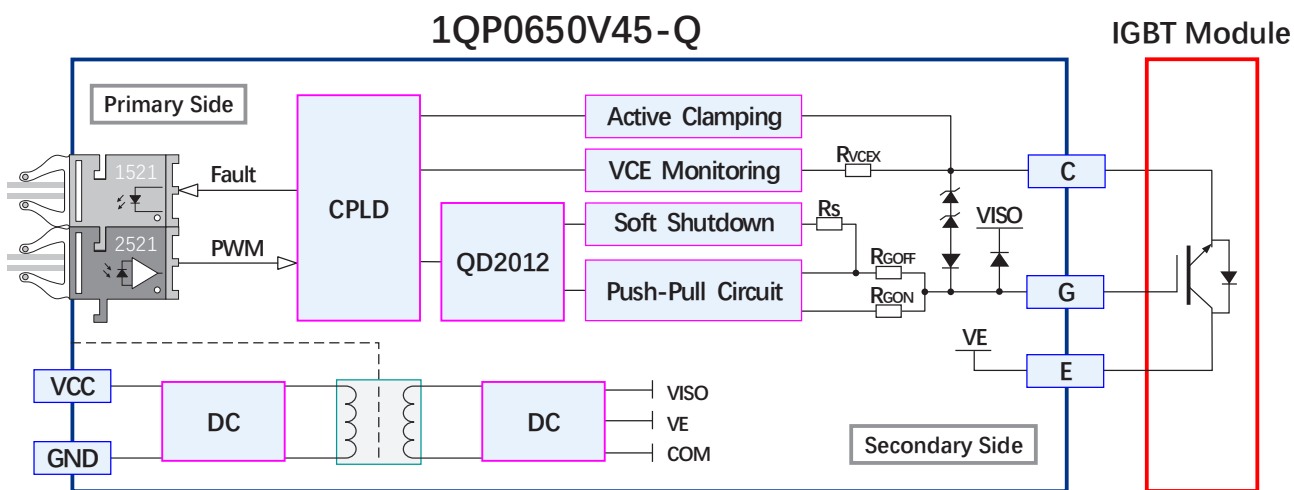 1QP0650V45-Q
IGBT Module
Primary Side
Active Clamping
1521
Fault
VCE Monitoring
RVCEX
C
CPLD
Soft Shutdown
RS
VISO
2521
PWM
QD2012
Push-Pull Circuit
RGOFF
RGON
G
VE
E
VCC
DC
DC
VISO
VE
GND
COM
Secondary Side